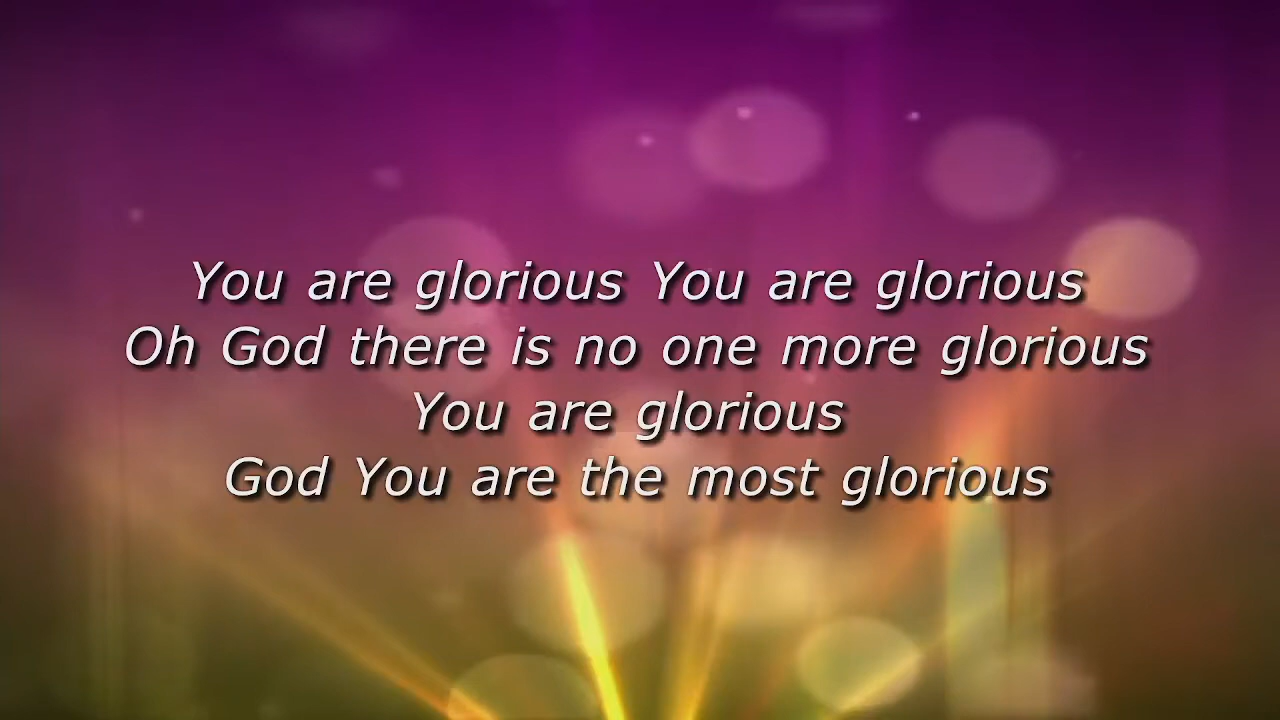 You are glorious You are glorious
Oh God there is no one more glorious
You are glorious
God You are the most glorious